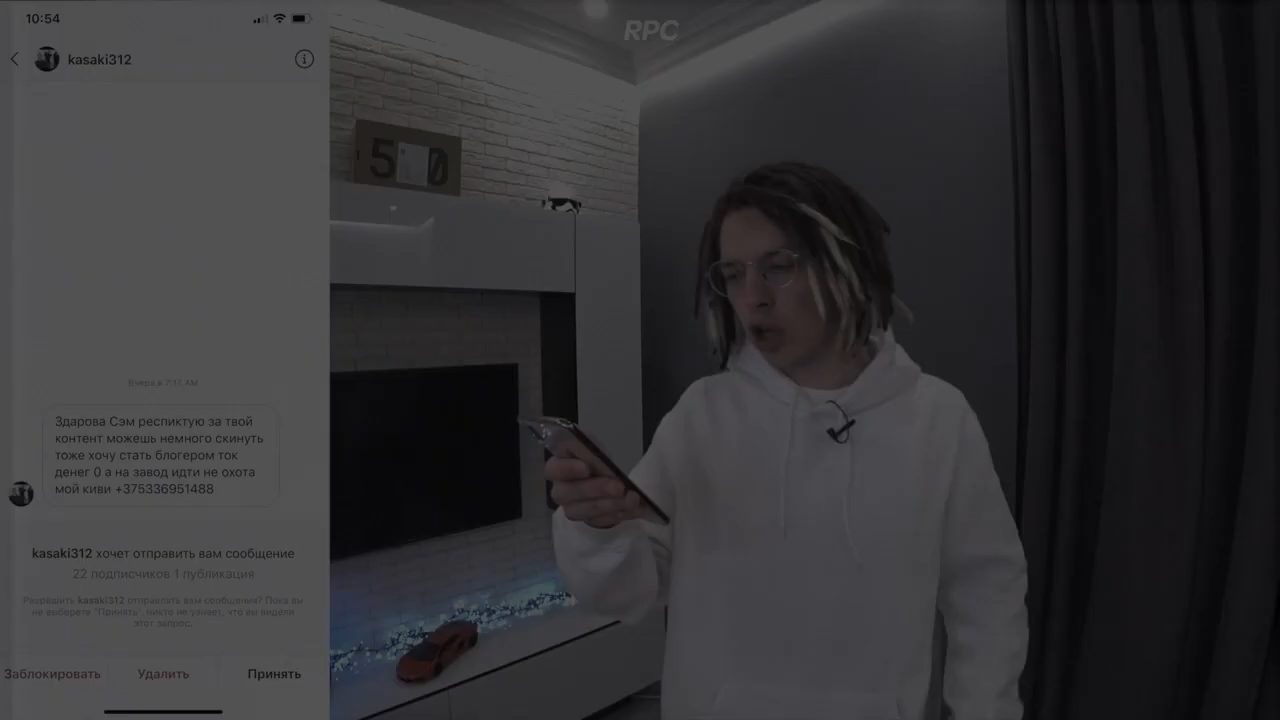 10:54
RPC
kasaki312
5 0
Вчера в 7:13 AM
Здарова Сэм респиктую за твой
контент можешь немного скинуть
тоже хочу стать блогером ток
денег 0 а на завод идти не охота
мой киви +375336951488
kasaki312 хочет отправить вам сообщение
22 подписчиков 1 публикация
Разрешить kasaki312 отправлять вам сообщения? Пока вы
не выберете "Принять", никто не узнает, что вы видели
этот запрос.
Заблокировать Удалить Принять